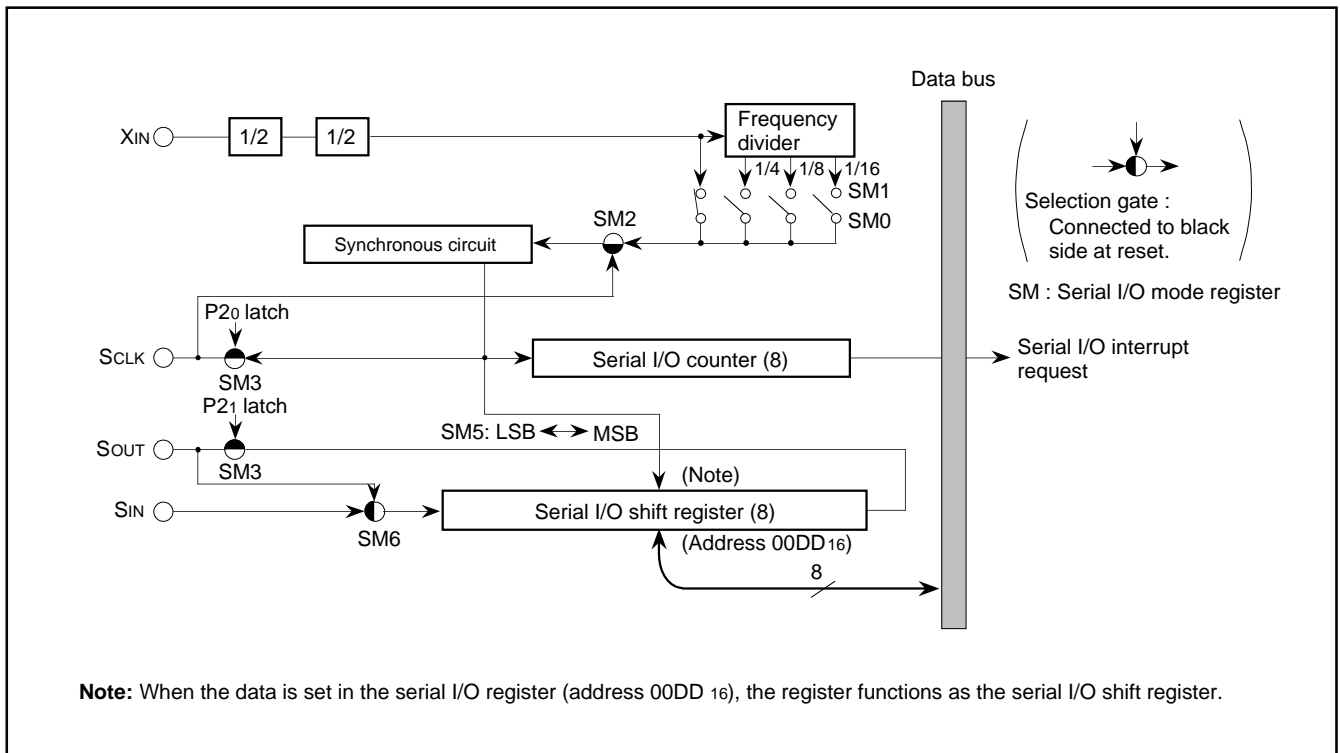 Data bus
XIN
1/2
1/2
Frequency
divider
1/4
1/8
1/16
SM1
SM0
SM2
Synchronous circuit
Selection gate :
Connected to black
side at reset.
SM : Serial I/O mode register
P20 latch
SCLK
SM3
Serial I/O counter (8)
Serial I/O interrupt
request
P21 latch
SM5: LSB
MSB
SOUT
SM3
(Note)
SIN
SM6
Serial I/O shift register (8)
(Address 00DD16)
8
Note: When the data is set in the serial I/O register (address 00DD 16), the register functions as the serial I/O shift register.